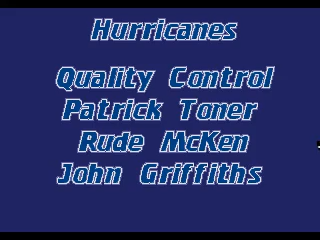 Hurricanes
Quality Control
Patrick Toner
Rude McKen
John Griffiths